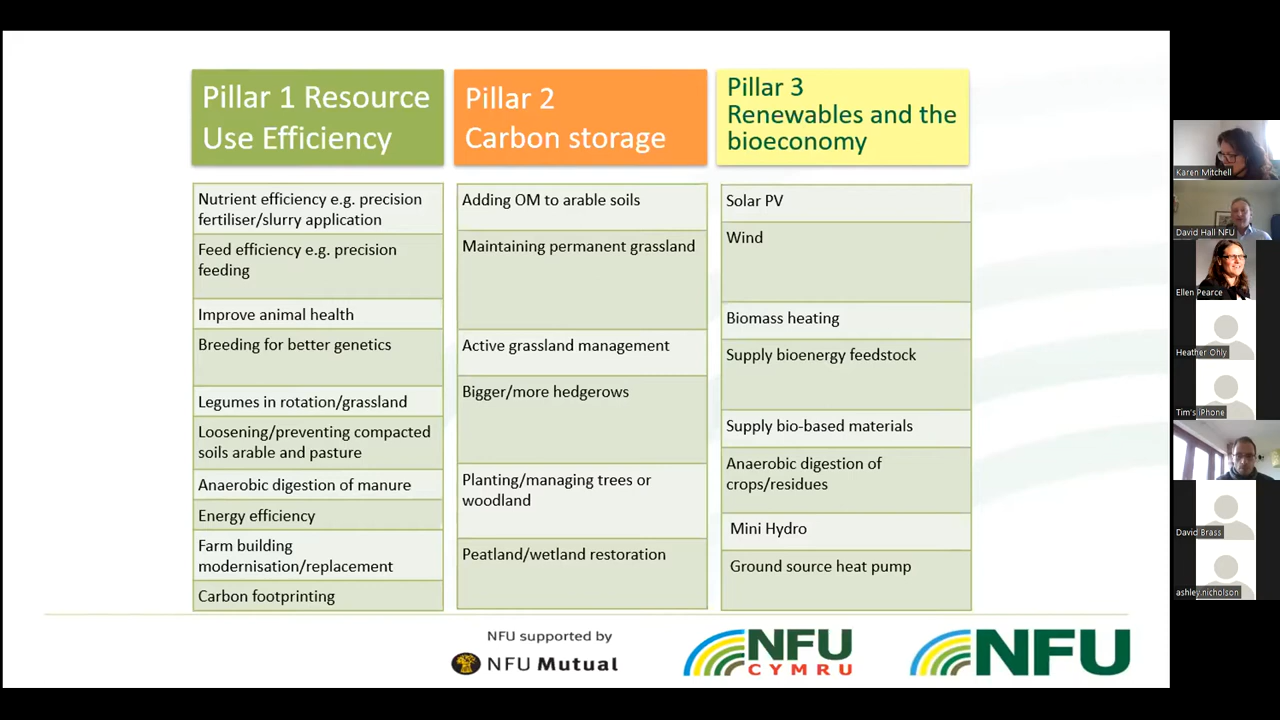 Pillar 1 Resource
Use Efficiency
Nutrient efficiency e.g. precision
fertiliser/slurry application
Feed efficiency e.g. precision
feeding
Improve animal health
Breeding for better genetics
Legumes in rotation/grassland
Loosening/preventing compacted
soils arable and pasture
Anaerobic digestion of manure
Energy efficiency
Farm building
modernisation/replacement
Carbon footprinting
Pillar 2
Carbon storage
Adding OM to arable soils
Maintaining permanent grassland
Active grassland management
Bigger/more hedgerows
Planting/managing trees or
woodland
Peatland/wetland restoration
Pillar 3
Renewables and the
bioeconomy
Solar PV
Wind
Biomass heating
Supply bioenergy feedstock
Supply bio-based materials
Anaerobic digestion of
crops/residues
Mini Hydro
Ground source heat pump
NFU supported by
NFU Mutual
NFU
CYMRU
NFU
Karen Mitchell
David Hall NFU
Ellen Pearce
Heather Ohly
Tim's iPhone
David Brass
ashley.nicholson